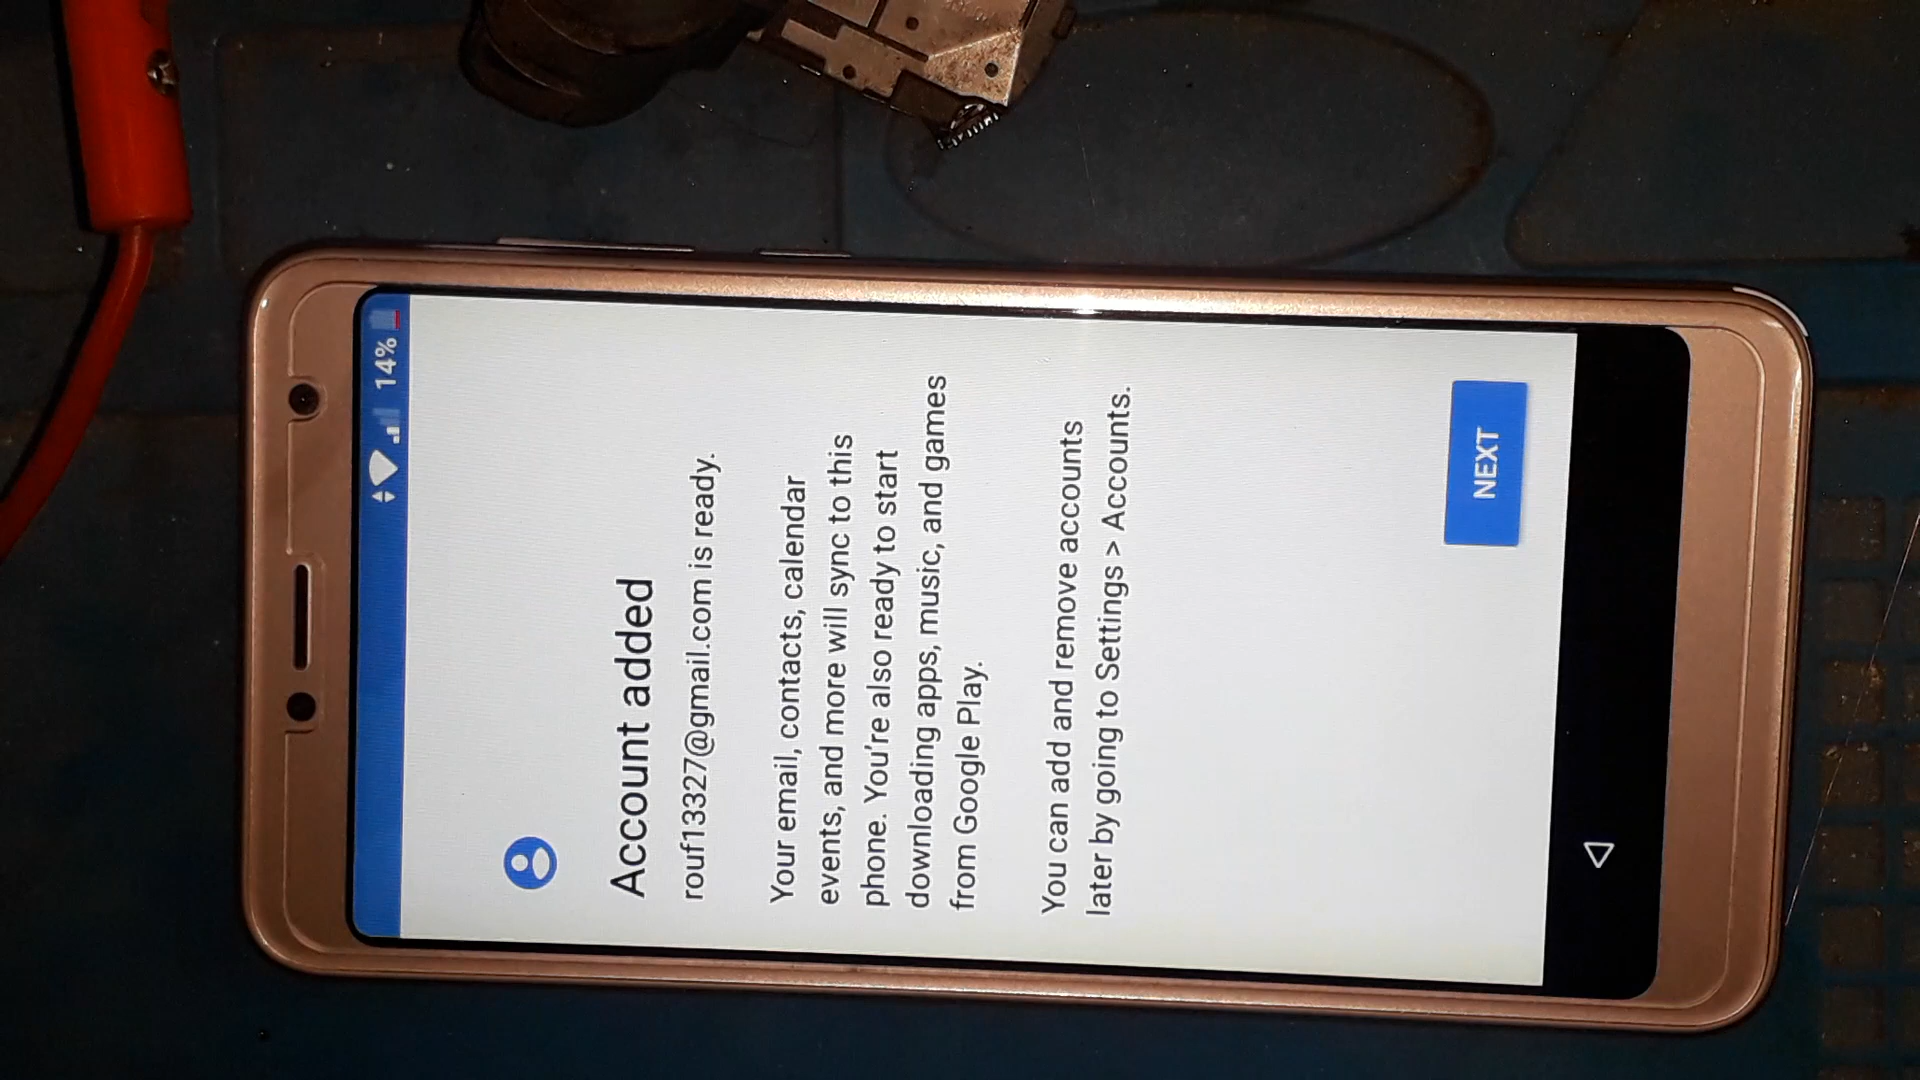 14%
Account added
rouf13327@gmail.com is ready.
Your email, contacts, calendar
events, and more will sync to this
phone. You're also ready to start
downloading apps, music, and games
from Google Play.
You can add and remove accounts
later by going to Settings > Accounts.
NEXT